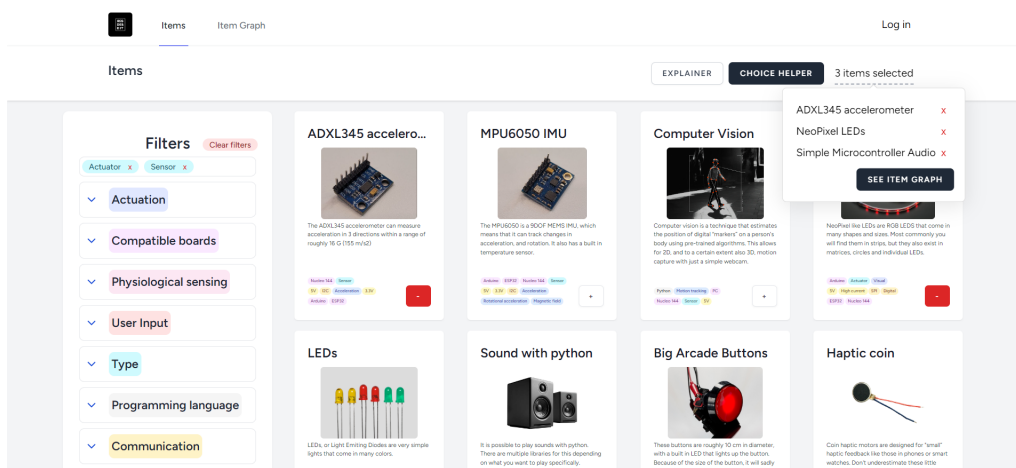 Items
Item Graph
Log in
Items
EXPLAINER
CHOICE HELPER
3 items selected
ADXL345 accelerometer x
NeoPixel LEDs x
Simple Microcontroller Audio x
SEE ITEM GRAPH
Filters
Clear filters
Actuator x
Sensor x
Actuation
Compatible boards
Physiological sensing
User Input
Type
Programming language
Communication
ADXL345 accelero...
The ADXL345 accelerometer can measure
acceleration in 3 directions within a range of
roughly 16 G (155 m/s2)
Nucleo 144 Sensor
5V I2C Acceleration 3.3V
Arduino ESP32
-
MPU6050 IMU
The MPU6050 is a 9DOF MEMS IMU, which
means that it can track changes in
acceleration, and rotation. It also has a built in
temperature sensor.
Arduino ESP32 Nucleo 144 Sensor
5V 3.3V I2C Acceleration
Rotational acceleration Magnetic field
+
Computer Vision
Computer vision is a technique that estimates
the position of digital "markers" on a person's
body using pre-trained algorithms. This allows
for 2D, and to a certain extent also 3D, motion
capture with just a simple webcam.
Python Motion tracking PC
Nucleo 144 Sensor 5V
+
NeoPixel like LEDs are RGB LEDS that come in
many shapes and sizes. Most commonly you
will find them in strips, but they also exist in
matrices, circles and individual LEDs.
Arduino Actuator Visual
5V High current SPI Digital
ESP32 Nucleo 144
-
LEDs
LEDs, or Light Emiting Diodes are very simple
lights that come in many colors.
Sound with python
It is possible to play sounds with python.
There are multiple libraries for this depending
on what you want to play specifically.
Big Arcade Buttons
These buttons are roughly 10 cm in diameter,
with a built in LED that lights up the button.
Because of the size of the button, it will sadly
Haptic coin
Coin haptic motors are designed for "small"
haptic feedback like those in phones or smart
watches. Don't underestimate these little